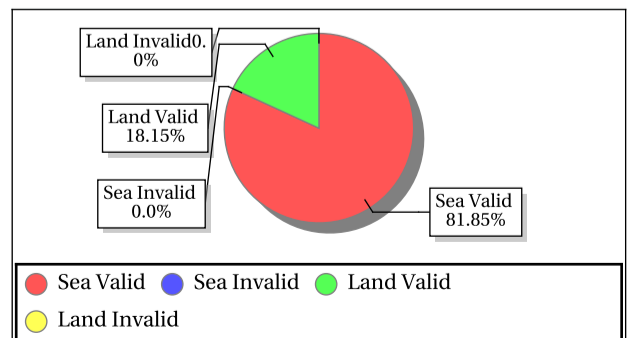 Land Invalid0.
0%
Land Valid
18.15%
Sea Invalid
0.0%
Sea Valid
81.85%
Sea Valid Sea Invalid Land Valid
Land Invalid